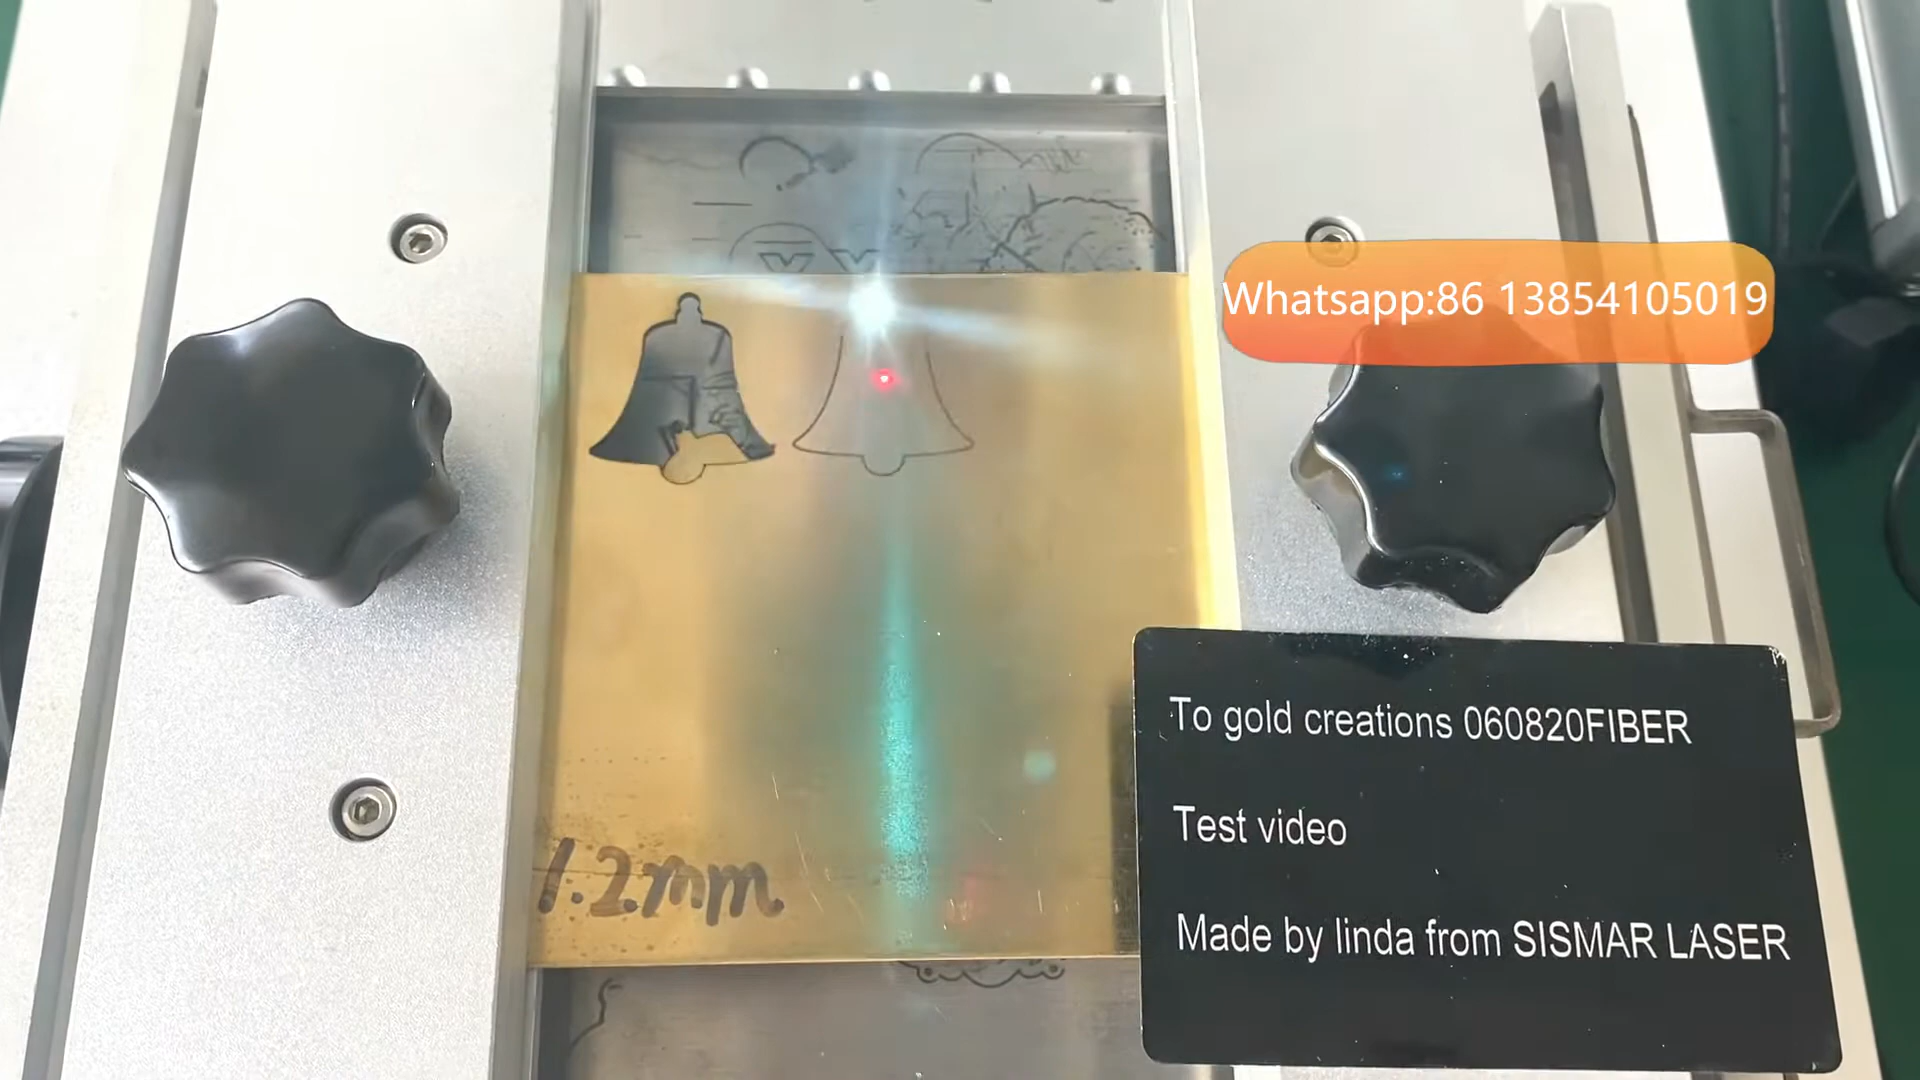 Whatsapp:86 13854105019
To gold creations 060820FIBER
Test video
Made by linda from SISMAR LASER
1.2mm